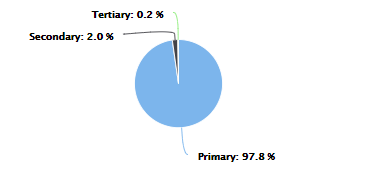 Tertiary: 0.2 %
Secondary: 2.0 %
Primary: 97.8 %